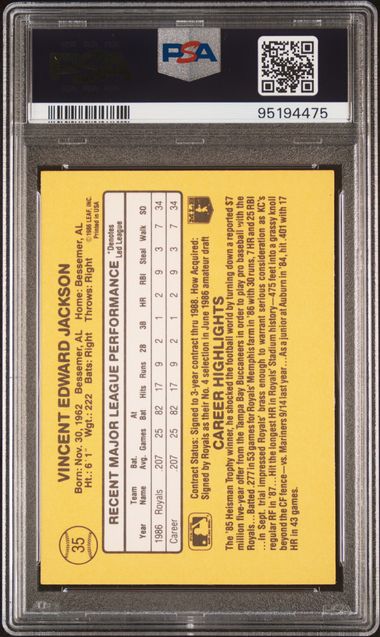 PSA
95194475
35
VINCENT EDWARD JACKSON
Born: Nov. 30, 1962 Bessemer, AL Home: Bessemer, AL
Ht.: 6'1" Wgt.: 222 Bats: Right Throws: Right
©1986 LEAF, INC.
Printed in USA
RECENT MAJOR LEAGUE PERFORMANCE
*Denotes
Led League
Year Team Name Bat. Avg. Games At Bat Hits Runs 2B 3B HR RBI Steal Walk SO
1986 Royals 207 25 82 17 9 2 1 2 9 3 7 34
Career 207 25 82 17 9 2 1 2 9 3 7 34
Contract Status: Signed to 3-year contract thru 1988. How Acquired:
Signed by Royals as their No. 4 selection in June 1986 amateur draft
CAREER HIGHLIGHTS
The '85 Heisman Trophy winner, he shocked the football world by turning down a reported $7
million five-year offer from the Tampa Bay Buccaneers in order to play pro baseball with the
Royals...Batted .277 in 53 games for Royals' Memphis farm in '86 with 30 runs, 7 HR and 25 RBI
...In Sept. trial impressed Royals' brass enough to warrant serious consideration as KC's
regular RF in '87...Hit the longest HR in Royals' Stadium history—475 feet into a grassy knoll
beyond the CF fence—vs. Mariners 9/14 last year...As a junior at Auburn in '84, hit .401 with 17
HR in 43 games.